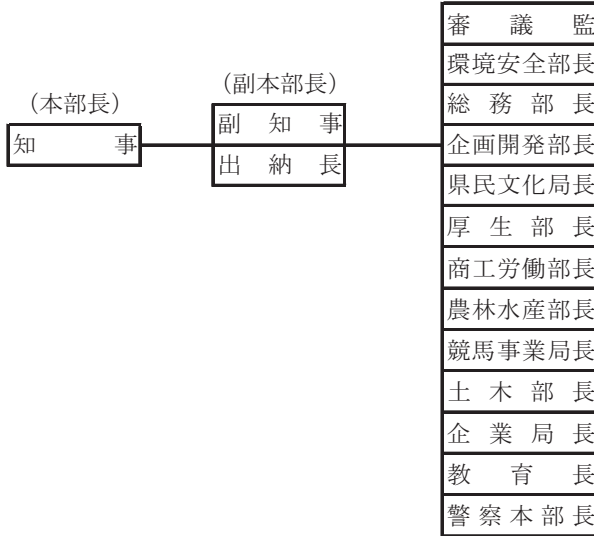 (本部長)
知事
(副本部長)
副知事
出納長
審議監
環境安全部長
総務部長
企画開発部長
県民文化局長
厚生部長
商工労働部長
農林水産部長
競馬事業局長
土木部長
企業局長
教育長
警察本部長